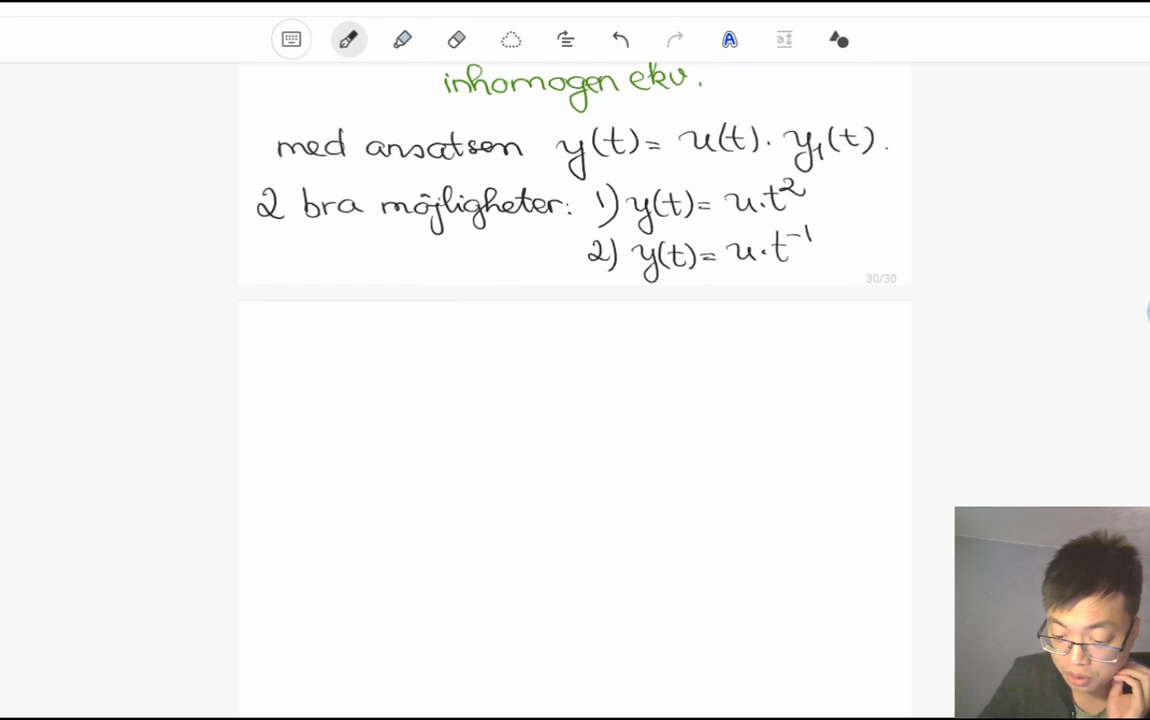 inhomogen ekv.
med ansatsen y(t) = u(t) · y₁(t).
2 bra möjligheter: 1) y(t) = u·t²
2) y(t) = u·t⁻¹
30/30